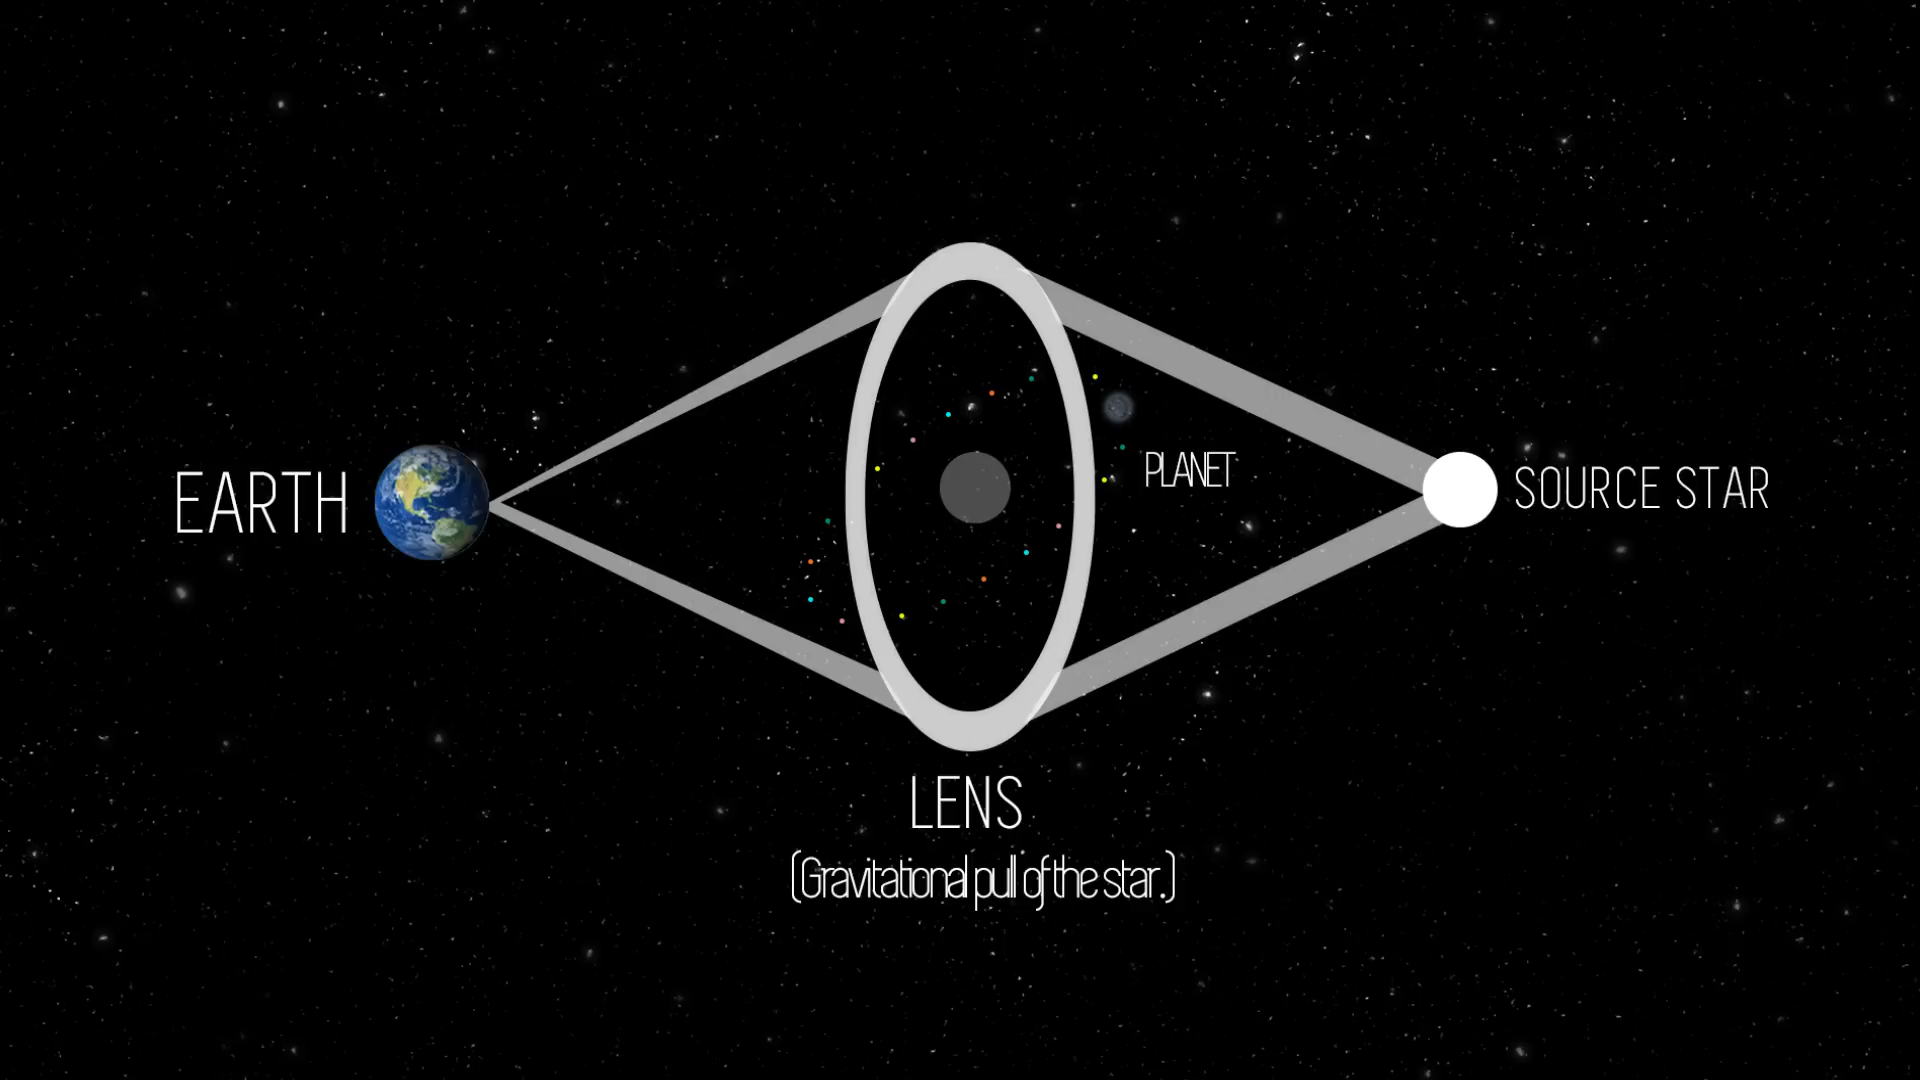 EARTH
PLANET
SOURCE STAR
LENS
(Gravitational pull of the star.)